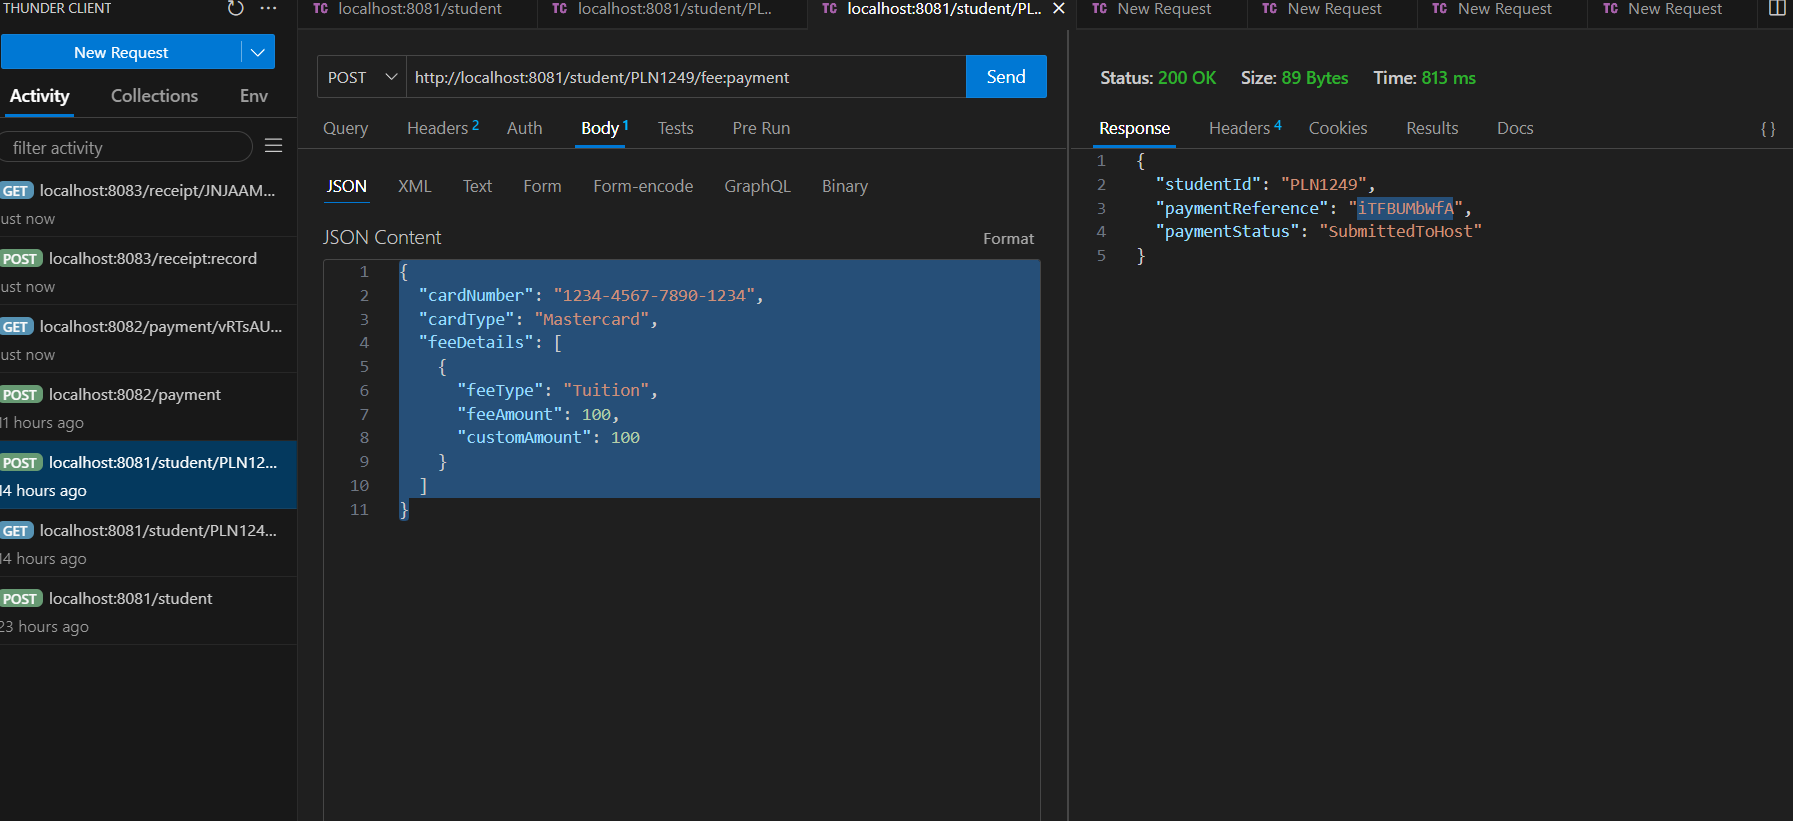 THUNDER CLIENT
New Request
Activity Collections Env
filter activity
GET localhost:8083/receipt/JNJAAM...
ust now
POST localhost:8083/receipt:record
ust now
GET localhost:8082/payment/vRTsAU...
ust now
POST localhost:8082/payment
11 hours ago
POST localhost:8081/student/PLN12...
14 hours ago
GET localhost:8081/student/PLN124...
14 hours ago
POST localhost:8081/student
23 hours ago
TC localhost:8081/student TC localhost:8081/student/PL.. TC localhost:8081/student/PL.. TC New Request TC New Request TC New Request TC New Request
POST http://localhost:8081/student/PLN1249/fee:payment Send
Query Headers 2 Auth Body 1 Tests Pre Run
JSON XML Text Form Form-encode GraphQL Binary
JSON Content Format
1 {
2 "cardNumber": "1234-4567-7890-1234",
3 "cardType": "Mastercard",
4 "feeDetails": [
5 {
6 "feeType": "Tuition",
7 "feeAmount": 100,
8 "customAmount": 100
9 }
10 ]
11 }
Status: 200 OK Size: 89 Bytes Time: 813 ms
Response Headers 4 Cookies Results Docs { }
1 {
2 "studentId": "PLN1249",
3 "paymentReference": "iTFBUMbWfA",
4 "paymentStatus": "SubmittedToHost"
5 }